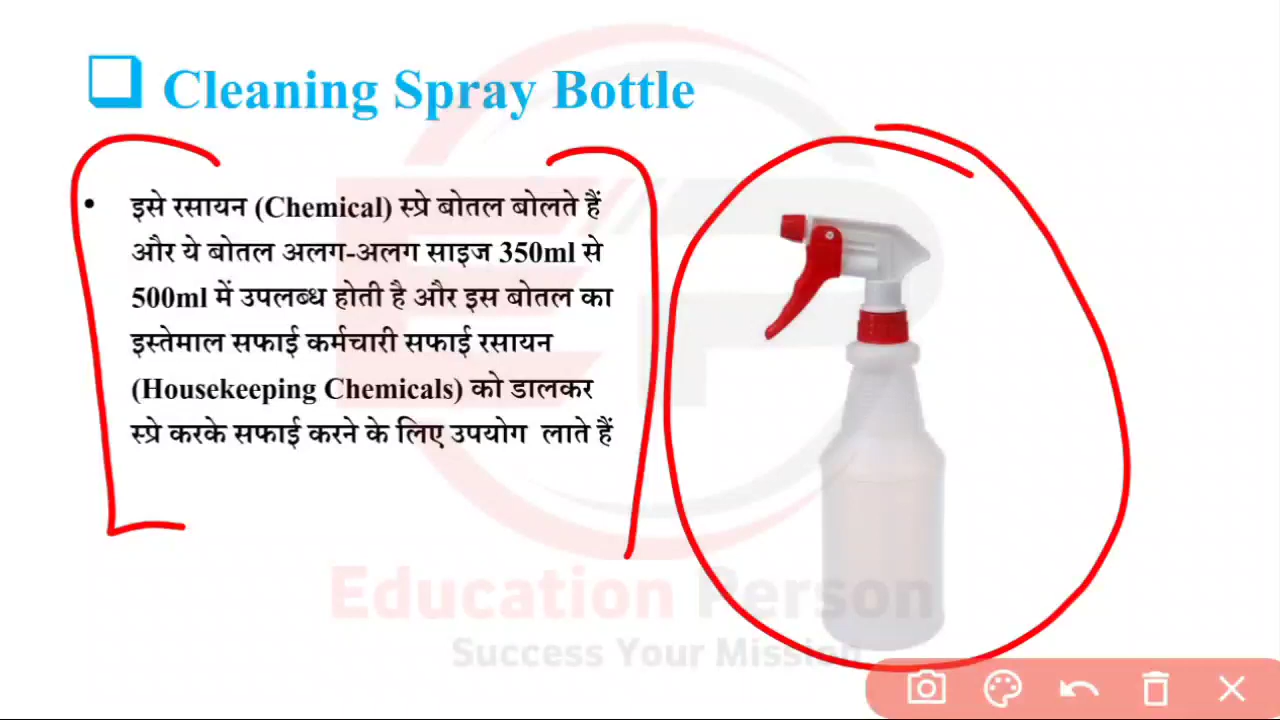 Cleaning Spray Bottle
• इसे रसायन (Chemical) स्प्रे बोतल बोलते हैं
और ये बोतल अलग-अलग साइज 350ml से
500ml में उपलब्ध होती है और इस बोतल का
इस्तेमाल सफाई कर्मचारी सफाई रसायन
(Housekeeping Chemicals) को डालकर
स्प्रे करके सफाई करने के लिए उपयोग लाते हैं
Education Person
Success Your Mission